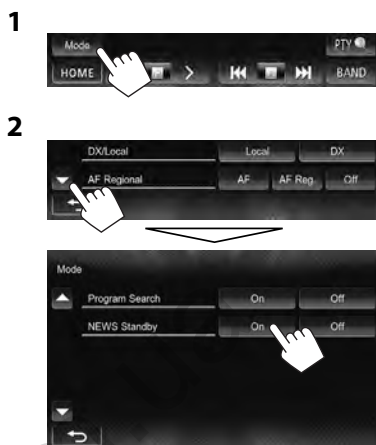 1
Mode
PTY
HOME
P
BAND
2
DX/Local Local DX
AF Regional AF AF Reg. Off
Mode
Program Search On Off
NEWS Standby On Off